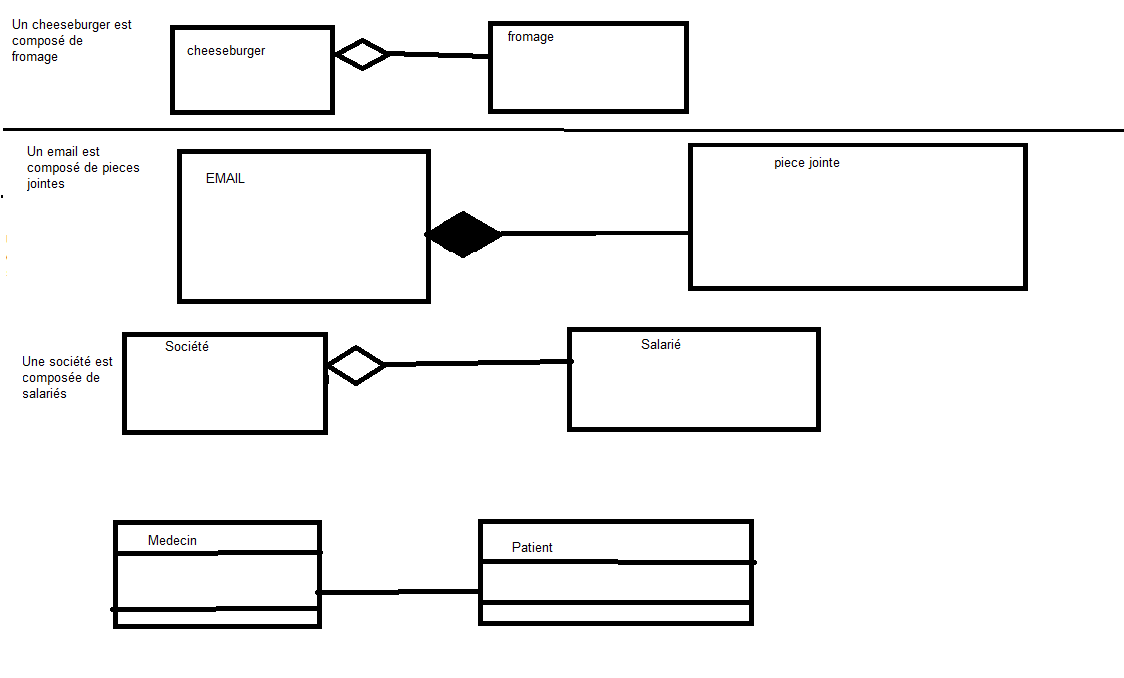 Un cheeseburger est
composé de
fromage
cheeseburger
fromage
Un email est
composé de pieces
jointes
EMAIL
piece jointe
Une société est
composée de
salariés
Société
Salarié
Medecin
Patient